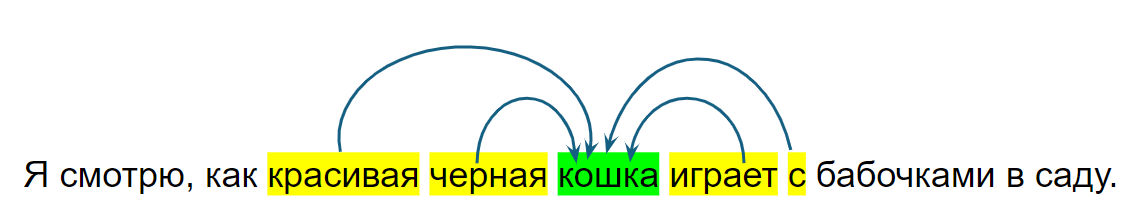 Я смотрю, как красивая черная кошка играет с бабочками в саду.